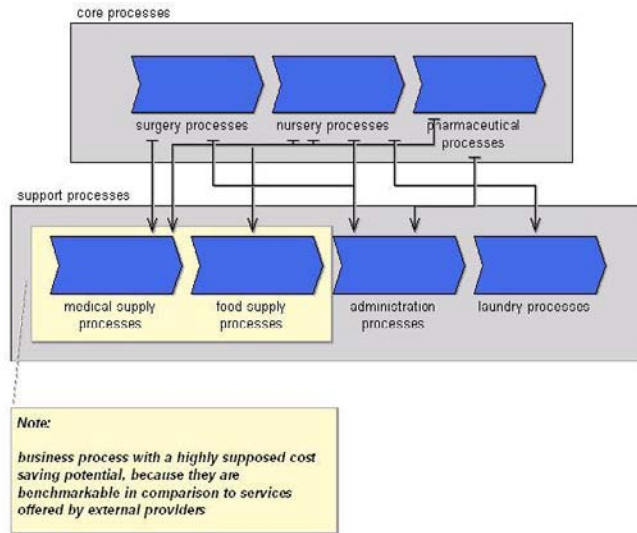 core processes
surgery processes
nursery processes
pharmaceutical
processes
support processes
medical supply
processes
food supply
processes
administration
processes
laundry processes
Note:
business process with a highly supposed cost
saving potential, because they are
benchmarkable in comparison to services
offered by external providers